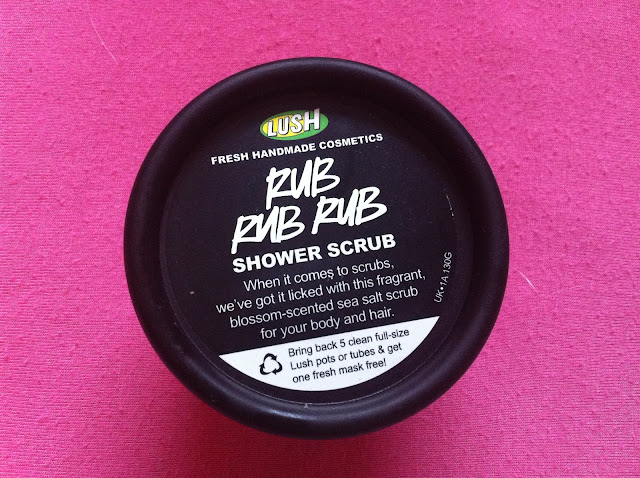 LUSH
FRESH HANDMADE COSMETICS
RUB
RUB RUB
SHOWER SCRUB
When it comes to scrubs,
we've got it licked with this fragrant,
blossom-scented sea salt scrub
for your body and hair.
UK•1A.130G
Bring back 5 clean full-size
Lush pots or tubes & get
one fresh mask free!